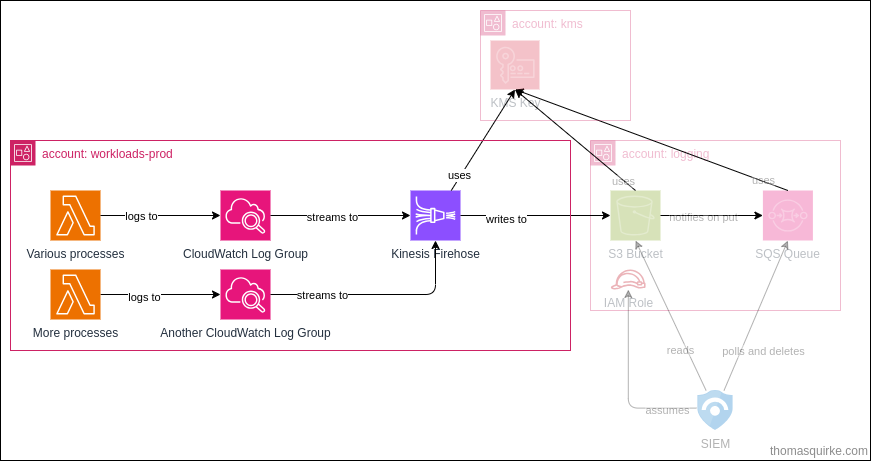 account: kms
KMS Key
account: workloads-prod
account: logging
uses
uses
uses
logs to
streams to
writes to
notifies on put
Various processes
CloudWatch Log Group
Kinesis Firehose
S3 Bucket
SQS Queue
logs to
streams to
IAM Role
More processes
Another CloudWatch Log Group
reads
polls and deletes
assumes
SIEM
thomasquirke.com